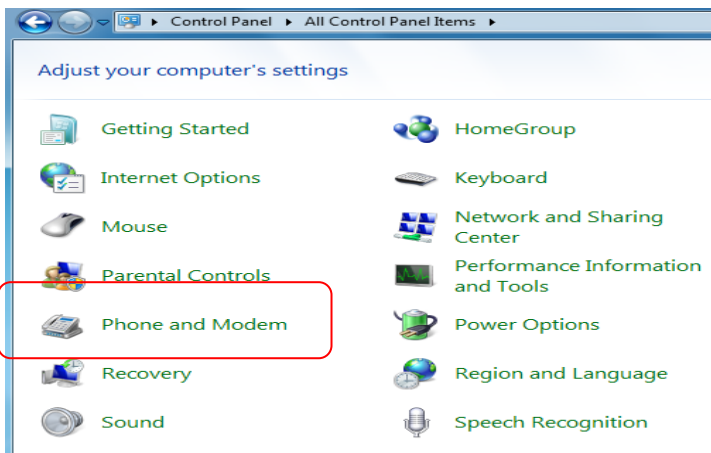 Control Panel ▸ All Control Panel Items ▸
Adjust your computer's settings
Getting Started
HomeGroup
Internet Options
Keyboard
Mouse
Network and Sharing
Center
Parental Controls
Performance Information
and Tools
Phone and Modem
Power Options
Recovery
Region and Language
Sound
Speech Recognition